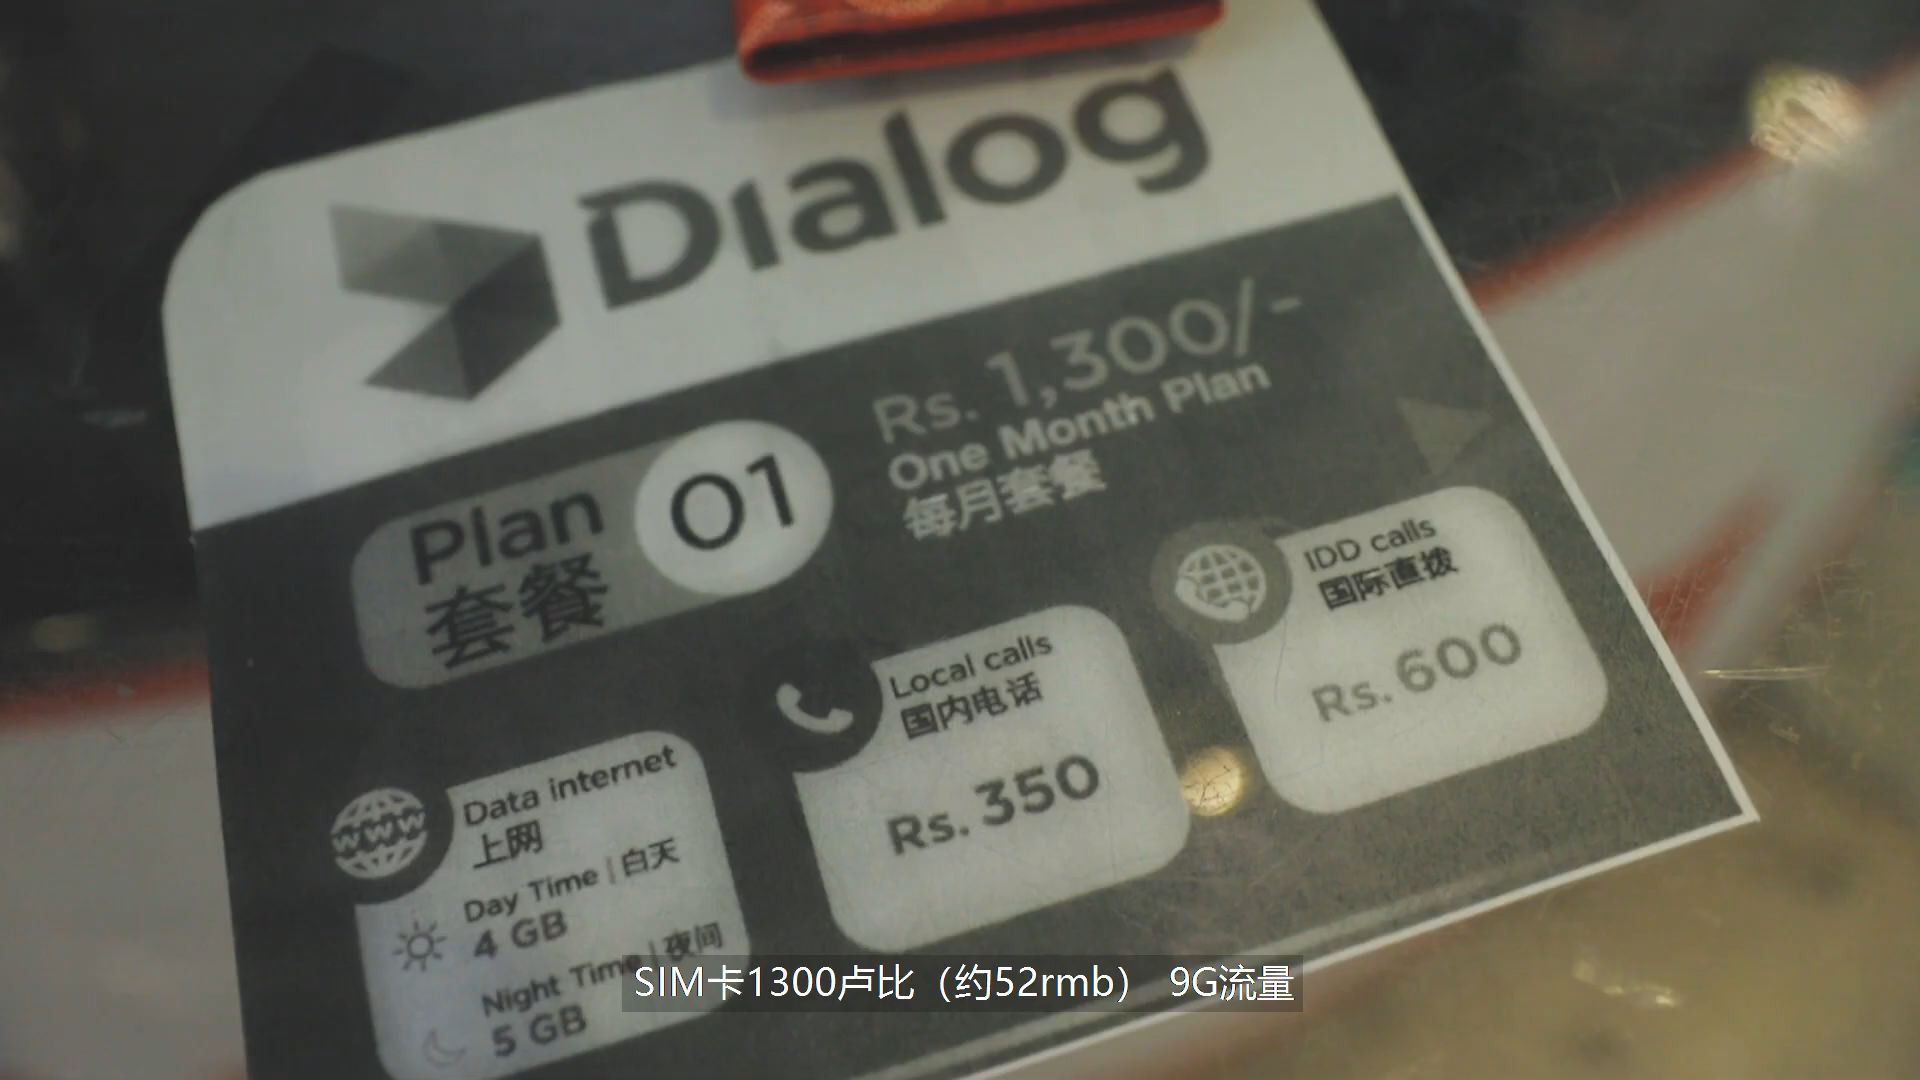 Dialog
Rs. 1,300/-
One Month Plan
每月套餐
Plan 01
套餐
IDD calls
国际直拨
Rs. 600
Local calls
国内电话
Rs. 350
www
Data internet
上网
Day Time | 白天
4 GB
Night Time | 夜间
5 GB
SIM卡1300卢比（约52rmb） 9G流量